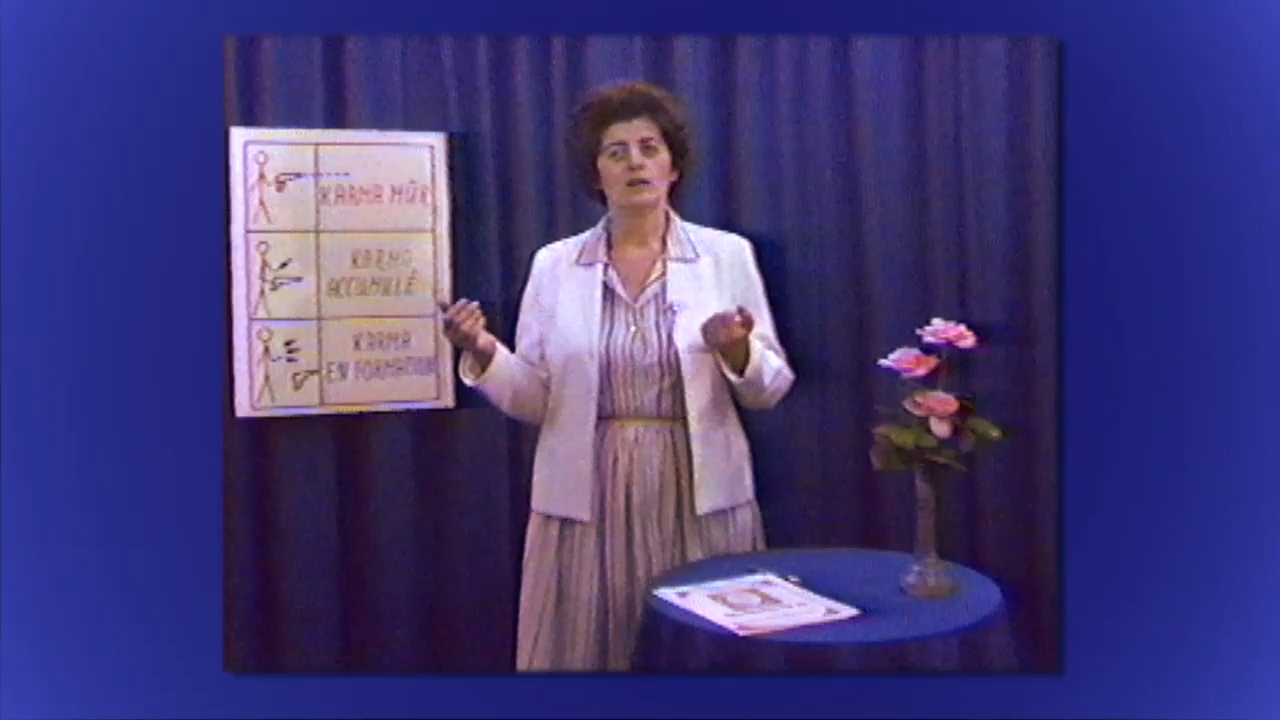 KARMA MÛR
KARMA
ACCUMULÉ
KARMA
EN FORMATION